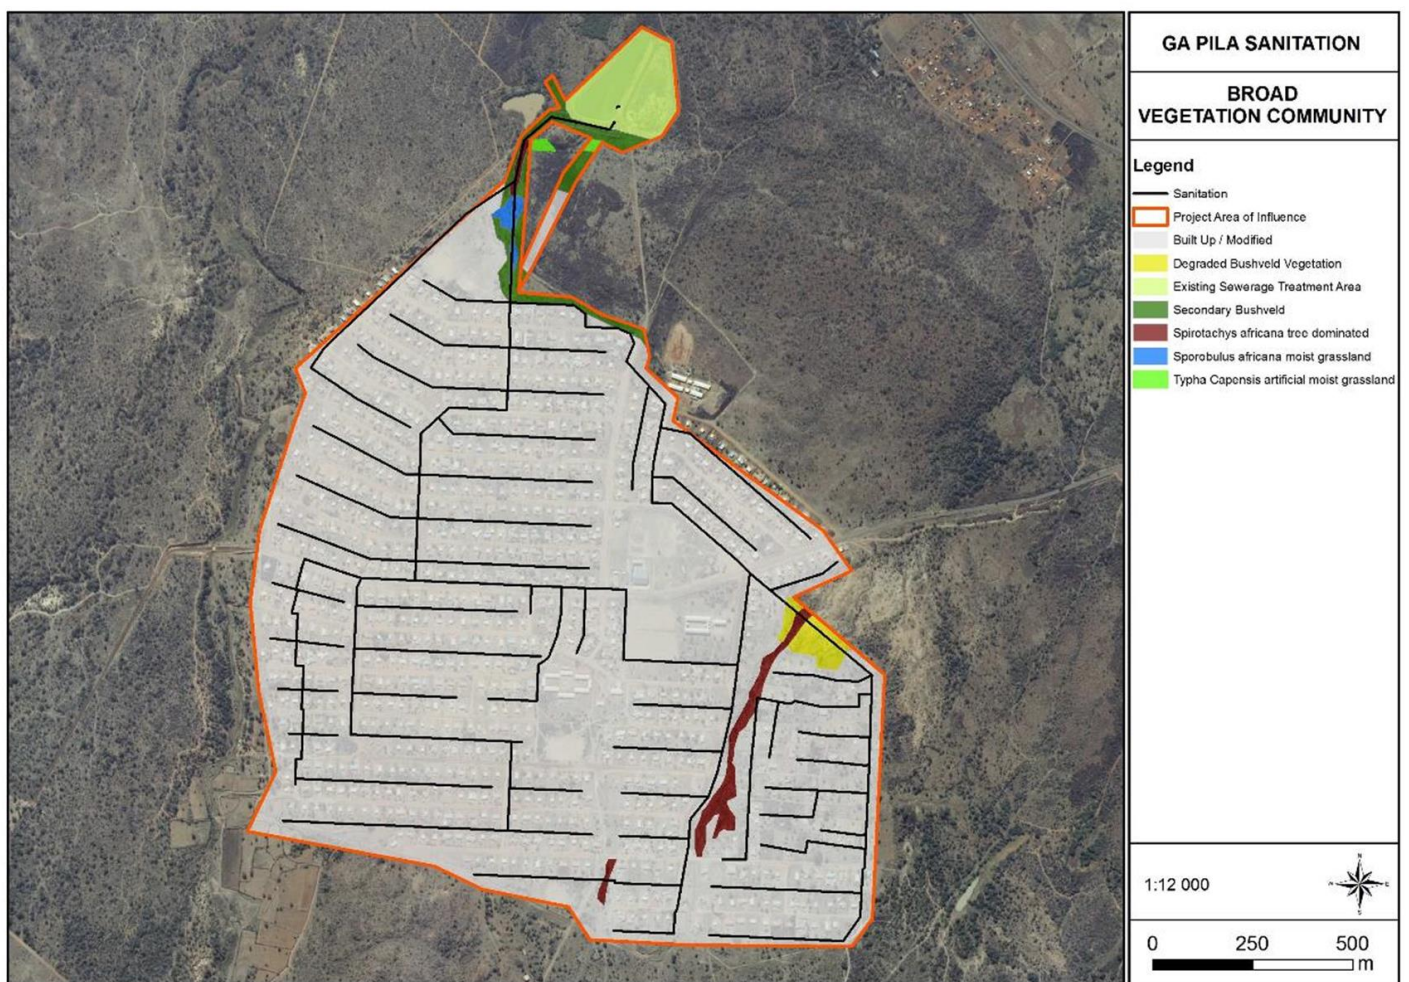 GA PILA SANITATION
BROAD
VEGETATION COMMUNITY
Legend
Sanitation
Project Area of Influence
Built Up / Modified
Degraded Bushveld Vegetation
Existing Sewerage Treatment Area
Secondary Bushveld
Spirotachys africana tree dominated
Sporobulus africana moist grassland
Typha Capensis artificial moist grassland
1:12 000
N
E
S
0 250 500
m